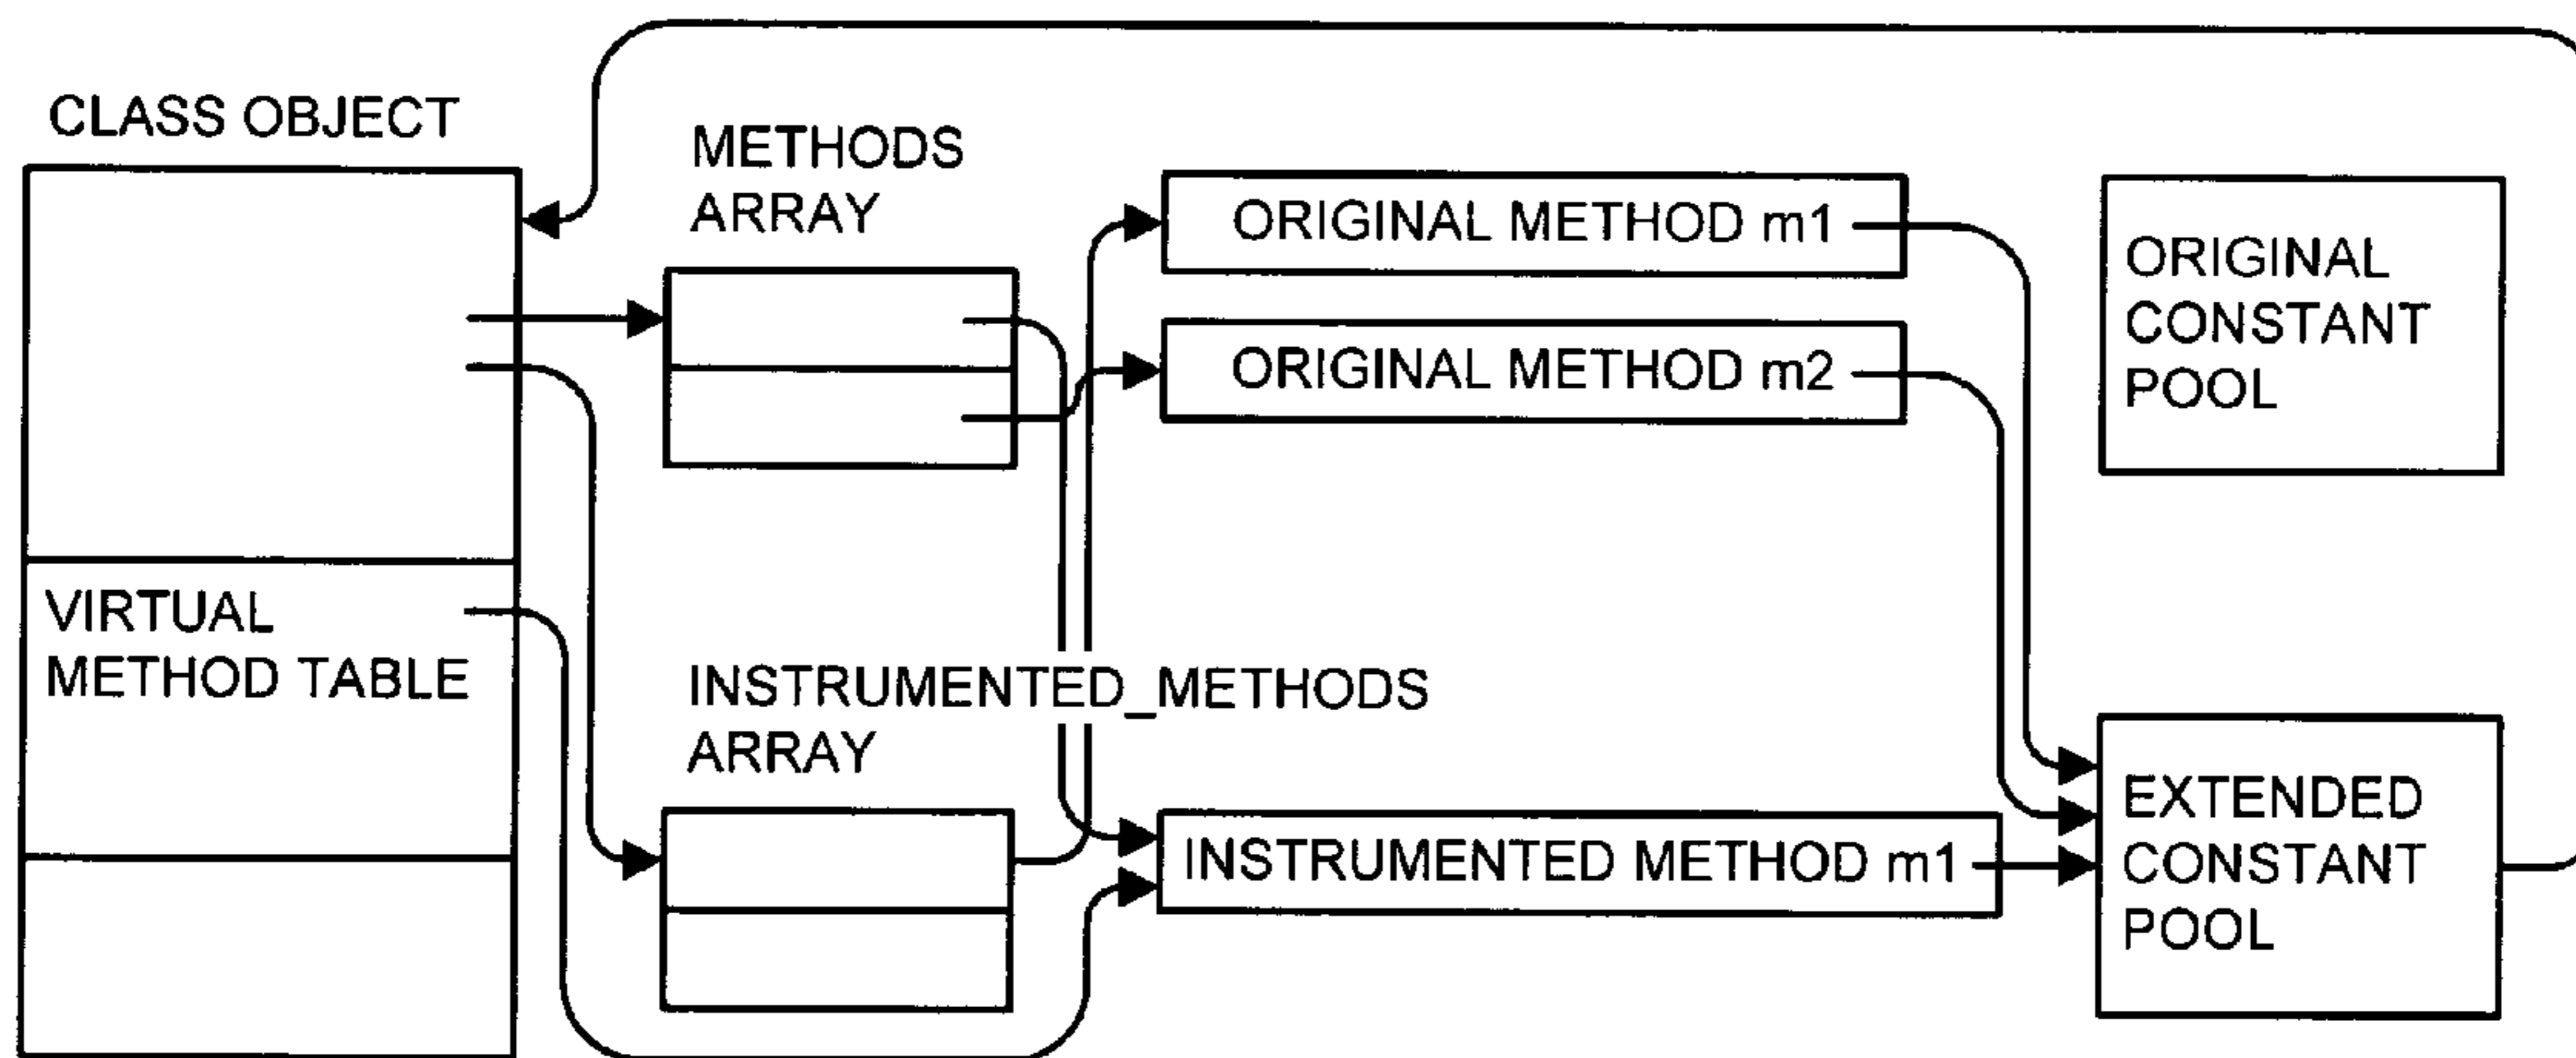 CLASS OBJECT
METHODS
ARRAY
ORIGINAL METHOD m1
ORIGINAL
CONSTANT
POOL
ORIGINAL METHOD m2
VIRTUAL
METHOD TABLE
INSTRUMENTED_METHODS
ARRAY
INSTRUMENTED METHOD m1
EXTENDED
CONSTANT
POOL